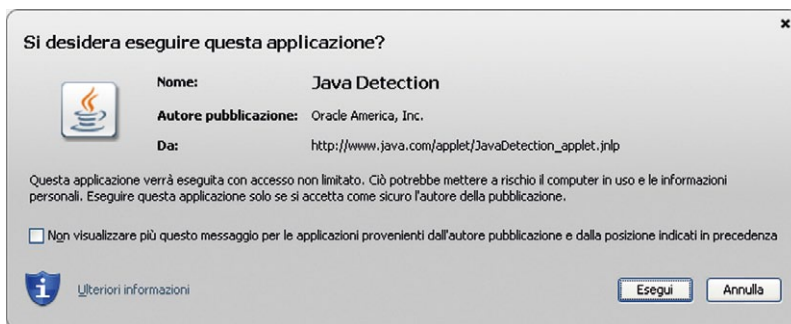 Si desidera eseguire questa applicazione?
Nome: Java Detection
Autore pubblicazione: Oracle America, Inc.
Da: http://www.java.com/applet/JavaDetection_applet.jnlp
Questa applicazione verrà eseguita con accesso non limitato. Ciò potrebbe mettere a rischio il computer in uso e le informazioni
personali. Eseguire questa applicazione solo se si accetta come sicuro l'autore della pubblicazione.
Non visualizzare più questo messaggio per le applicazioni provenienti dall'autore pubblicazione e dalla posizione indicati in precedenza
Ulteriori informazioni
Esegui Annulla